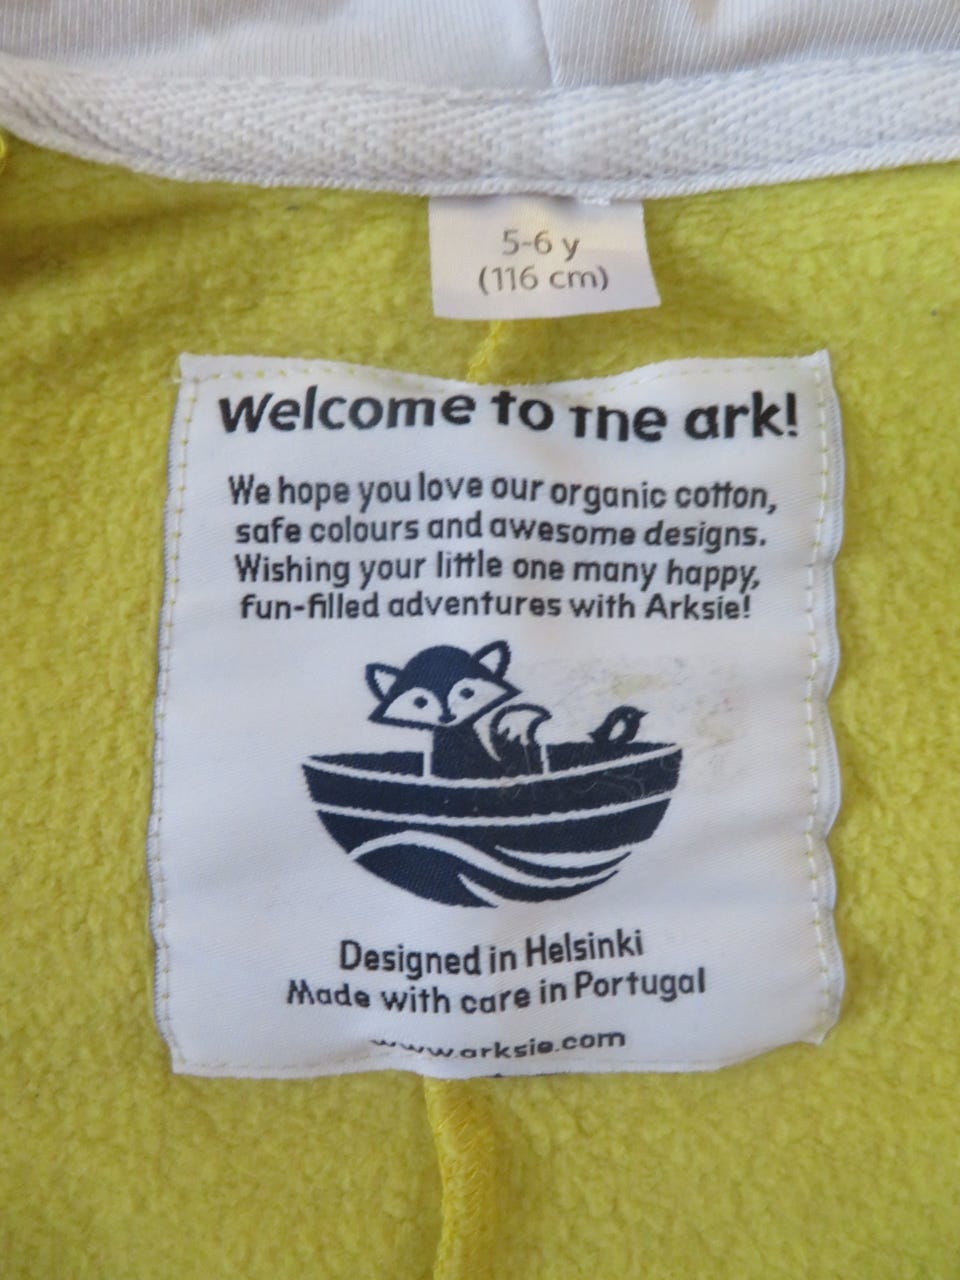 5-6 y
(116 cm)
Welcome to the ark!
We hope you love our organic cotton,
safe colours and awesome designs.
Wishing your little one many happy,
fun-filled adventures with Arksie!
Designed in Helsinki
Made with care in Portugal
www.arksie.com